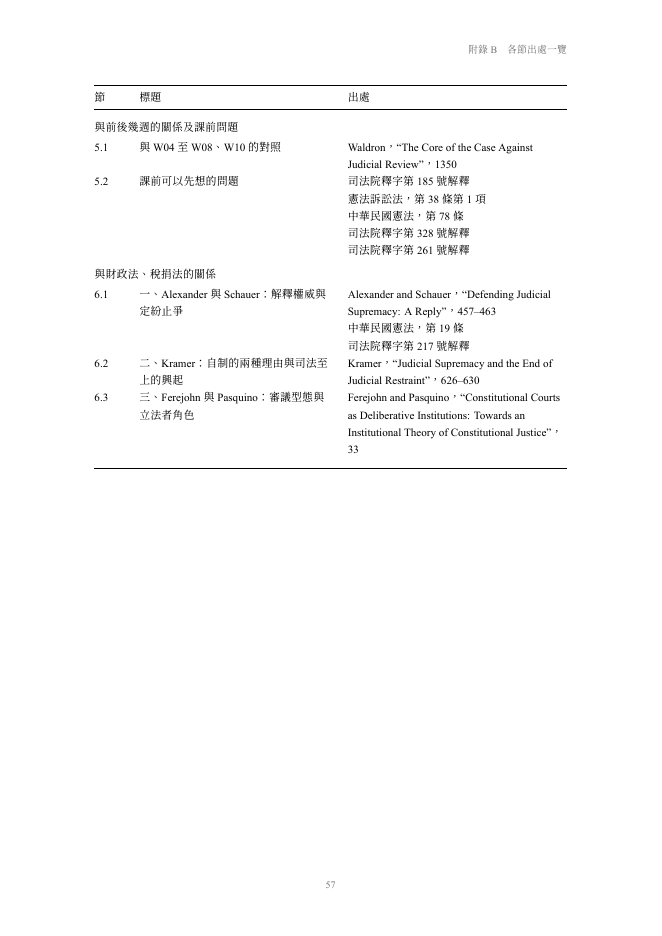 附錄 B　各節出處一覽
節　標題　出處
與前後幾週的關係及課前問題
5.1　與 W04 至 W08、W10 的對照　Waldron，“The Core of the Case Against
Judicial Review”，1350
5.2　課前可以先想的問題　司法院釋字第 185 號解釋
憲法訴訟法，第 38 條第 1 項
中華民國憲法，第 78 條
司法院釋字第 328 號解釋
司法院釋字第 261 號解釋
與財政法、稅捐法的關係
6.1　一、Alexander 與 Schauer：解釋權威與　Alexander and Schauer，“Defending Judicial
定紛止爭　Supremacy: A Reply”，457–463
中華民國憲法，第 19 條
司法院釋字第 217 號解釋
6.2　二、Kramer：自制的兩種理由與司法至　Kramer，“Judicial Supremacy and the End of
上的興起　Judicial Restraint”，626–630
6.3　三、Ferejohn 與 Pasquino：審議型態與　Ferejohn and Pasquino，“Constitutional Courts
立法者角色　as Deliberative Institutions: Towards an
Institutional Theory of Constitutional Justice”，
33
57